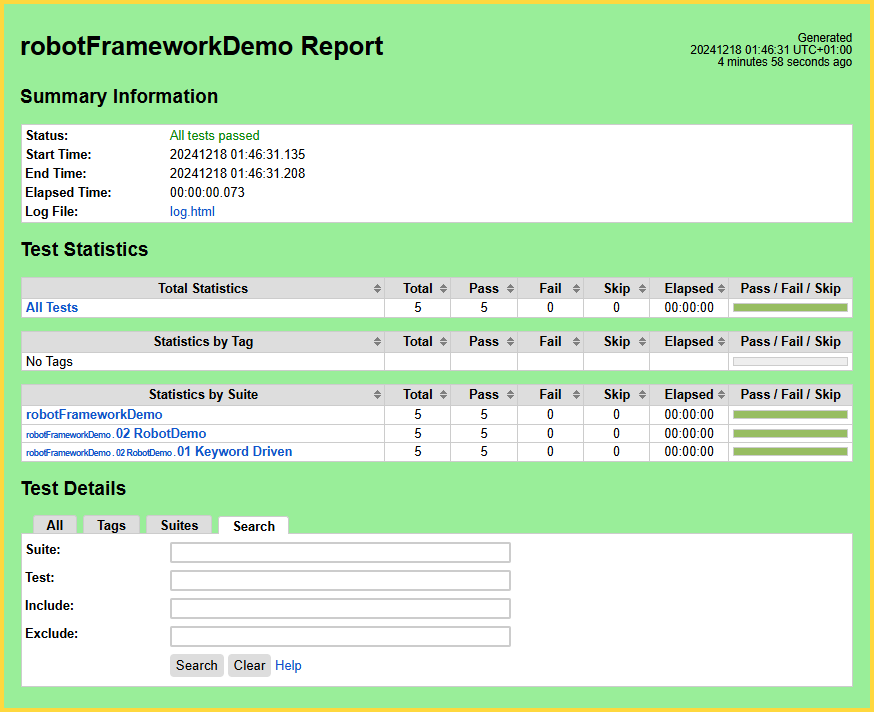 robotFrameworkDemo Report
Generated
20241218 01:46:31 UTC+01:00
4 minutes 58 seconds ago
Summary Information
Status: All tests passed
Start Time: 20241218 01:46:31.135
End Time: 20241218 01:46:31.208
Elapsed Time: 00:00:00.073
Log File: log.html
Test Statistics
Total Statistics Total Pass Fail Skip Elapsed Pass / Fail / Skip
All Tests 5 5 0 0 00:00:00
Statistics by Tag Total Pass Fail Skip Elapsed Pass / Fail / Skip
No Tags
Statistics by Suite Total Pass Fail Skip Elapsed Pass / Fail / Skip
robotFrameworkDemo 5 5 0 0 00:00:00
robotFrameworkDemo . 02 RobotDemo 5 5 0 0 00:00:00
robotFrameworkDemo . 02 RobotDemo . 01 Keyword Driven 5 5 0 0 00:00:00
Test Details
All Tags Suites Search
Suite:
Test:
Include:
Exclude:
Search Clear Help